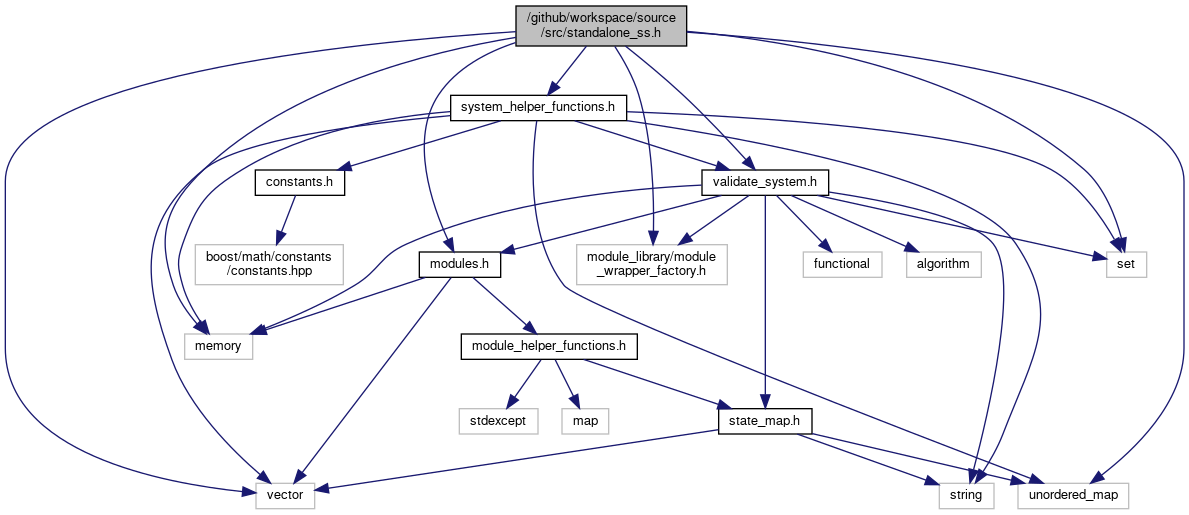 /github/workspace/source
/src/standalone_ss.h
system_helper_functions.h
constants.h
validate_system.h
boost/math/constants
/constants.hpp
modules.h
module_library/module
_wrapper_factory.h
functional
algorithm
set
memory
module_helper_functions.h
stdexcept
map
state_map.h
vector
string
unordered_map